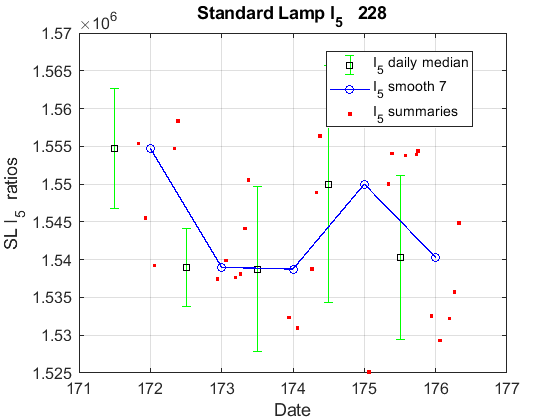 Standard Lamp I5 228
×10^6
1.57
1.565
1.56
1.555
1.55
1.545
1.54
1.535
1.53
1.525
SL I5 ratios
I5 daily median
I5 smooth 7
I5 summaries
171 172 173 174 175 176 177
Date